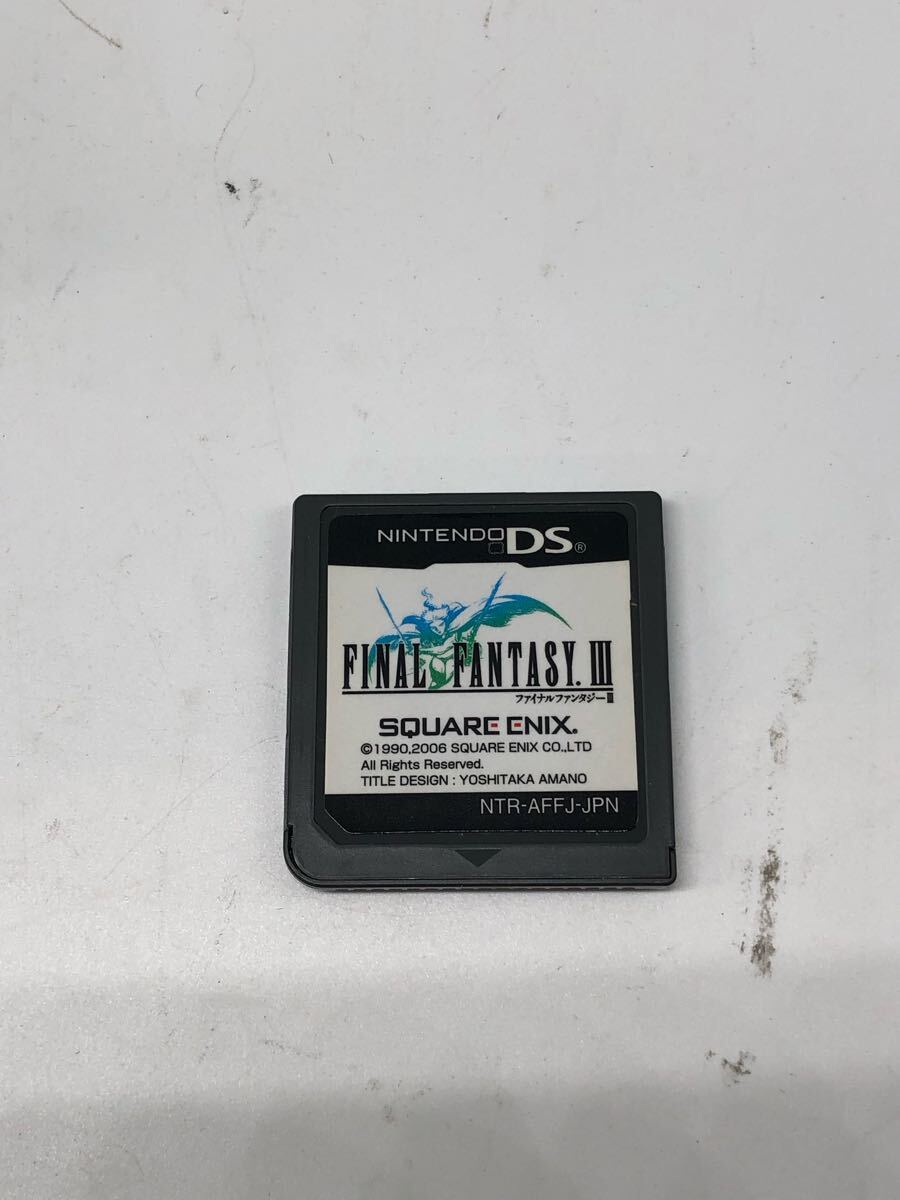 NINTENDO DS®
FINAL FANTASY. III
ファイナルファンタジーIII
SQUARE ENIX.
©1990,2006 SQUARE ENIX CO.,LTD
All Rights Reserved.
TITLE DESIGN : YOSHITAKA AMANO
NTR-AFFJ-JPN